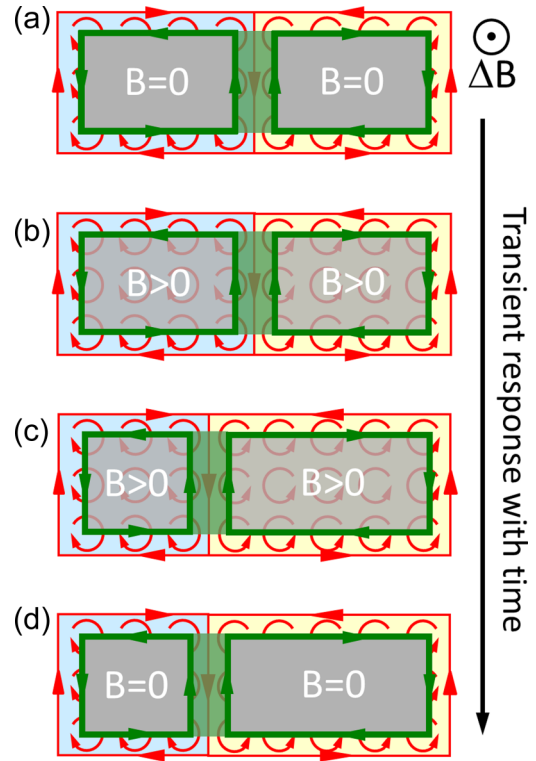 (a)
B=0
B=0
ΔB
(b)
B>0
B>0
(c)
B>0
B>0
(d)
B=0
B=0
Transient response with time